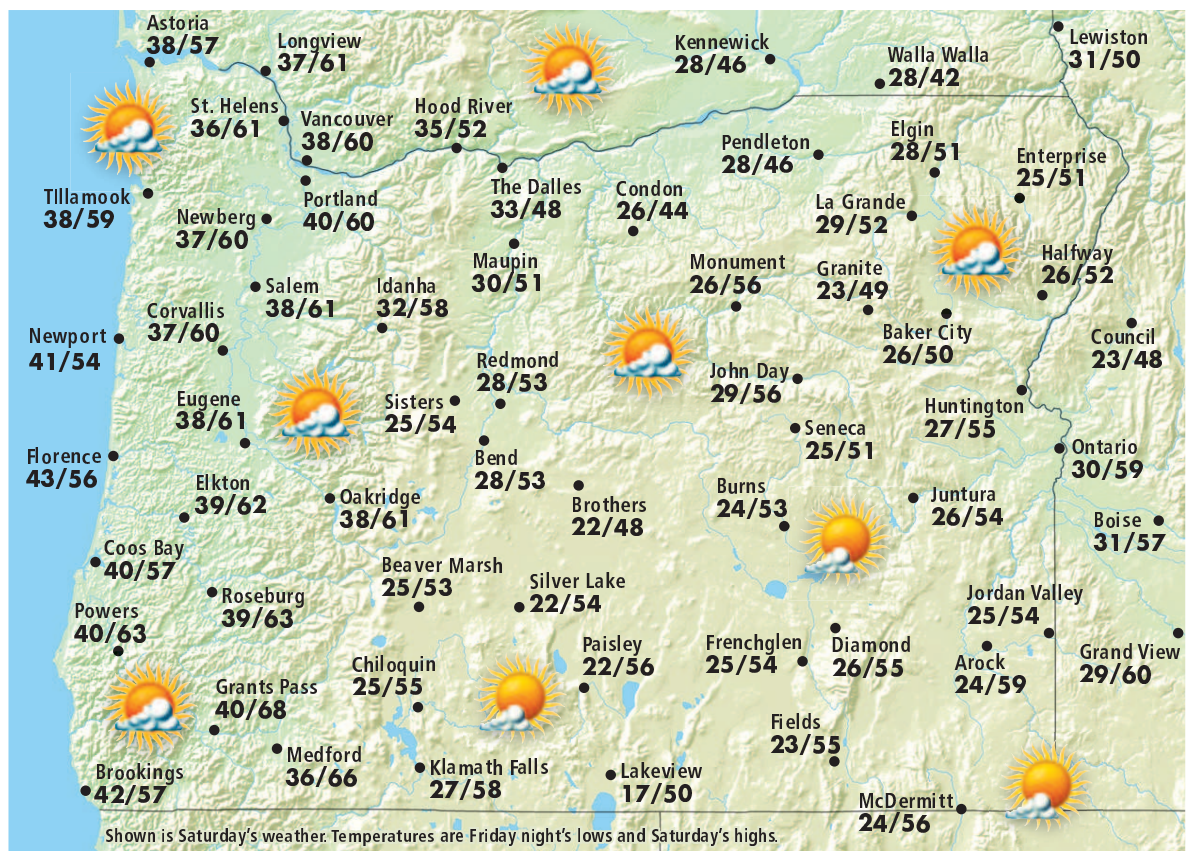 Astoria
38/57
Longview
37/61
Kennewick
28/46
Walla Walla
28/42
Lewiston
31/50
St. Helens
36/61
Vancouver
38/60
Hood River
35/52
Pendleton
28/46
Elgin
28/51
Enterprise
25/51
TIllamook
38/59
Newberg
37/60
Portland
40/60
The Dalles
33/48
Condon
26/44
La Grande
29/52
Maupin
30/51
Monument
26/56
Granite
23/49
Halfway
26/52
Salem
38/61
Idanha
32/58
Corvallis
37/60
Newport
41/54
Baker City
26/50
Council
23/48
Redmond
28/53
John Day
29/56
Eugene
38/61
Sisters
25/54
Huntington
27/55
Seneca
25/51
Florence
43/56
Bend
28/53
Ontario
30/59
Elkton
39/62
Oakridge
38/61
Brothers
22/48
Burns
24/53
Juntura
26/54
Boise
31/57
Coos Bay
40/57
Beaver Marsh
25/53
Silver Lake
22/54
Roseburg
39/63
Powers
40/63
Jordan Valley
25/54
Paisley
22/56
Frenchglen
25/54
Diamond
26/55
Arock
24/59
Grand View
29/60
Chiloquin
25/55
Grants Pass
40/68
Fields
23/55
Medford
36/66
Klamath Falls
27/58
Lakeview
17/50
Brookings
42/57
McDermitt
24/56
Shown is Saturday's weather. Temperatures are Friday night's lows and Saturday's highs.